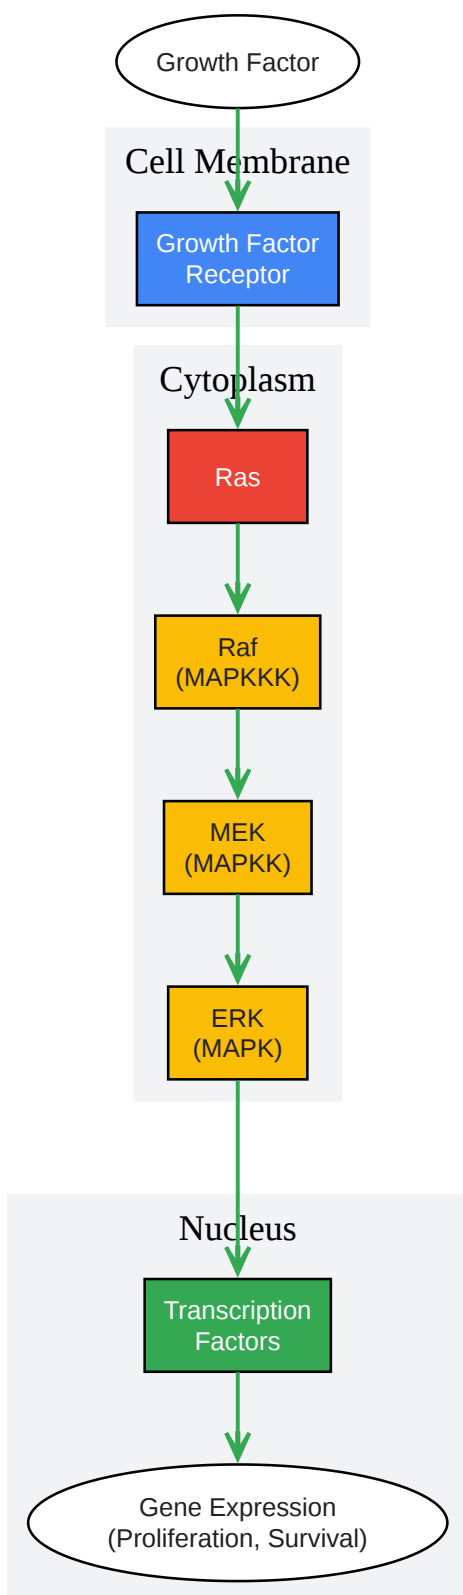 Growth Factor
Cell Membrane
Growth Factor
Receptor
Cytoplasm
Ras
Raf
(MAPKKK)
MEK
(MAPKK)
ERK
(MAPK)
Nucleus
Transcription
Factors
Gene Expression
(Proliferation, Survival)